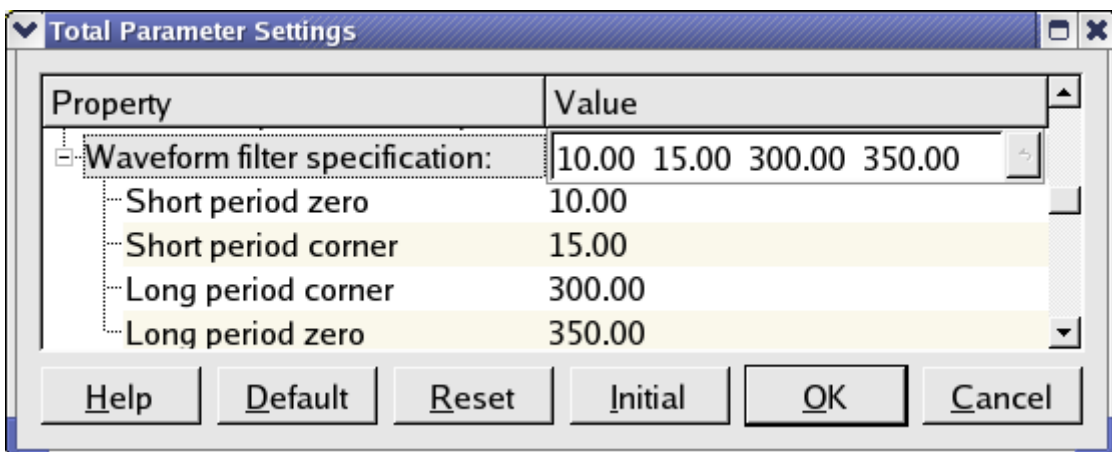 Total Parameter Settings
Property Value
Waveform filter specification: 10.00 15.00 300.00 350.00
Short period zero 10.00
Short period corner 15.00
Long period corner 300.00
Long period zero 350.00
Help Default Reset Initial OK Cancel